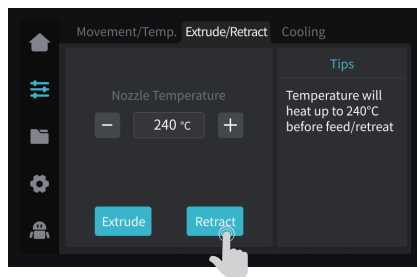 Movement/Temp. Extrude/Retract Cooling
Tips
Nozzle Temperature
− 240 °C +
Temperature will
heat up to 240°C
before feed/retreat
Extrude Retract